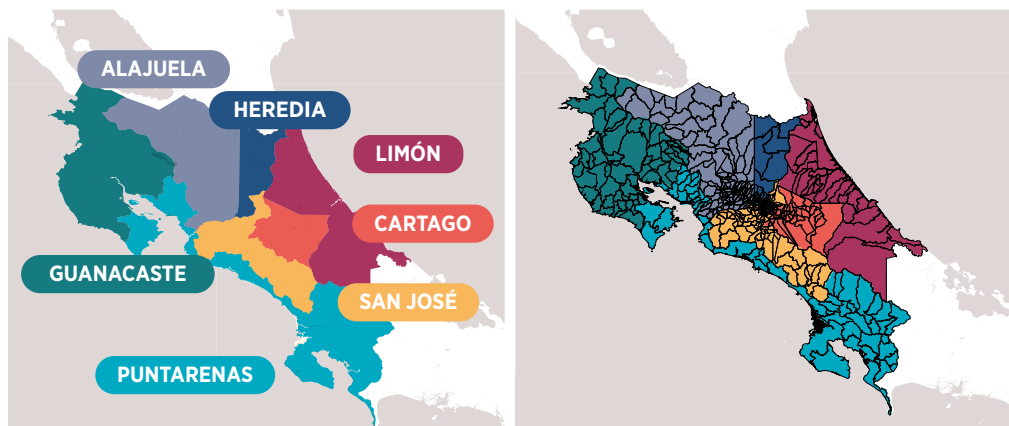 ALAJUELA
HEREDIA
LIMÓN
CARTAGO
GUANACASTE
SAN JOSÉ
PUNTARENAS